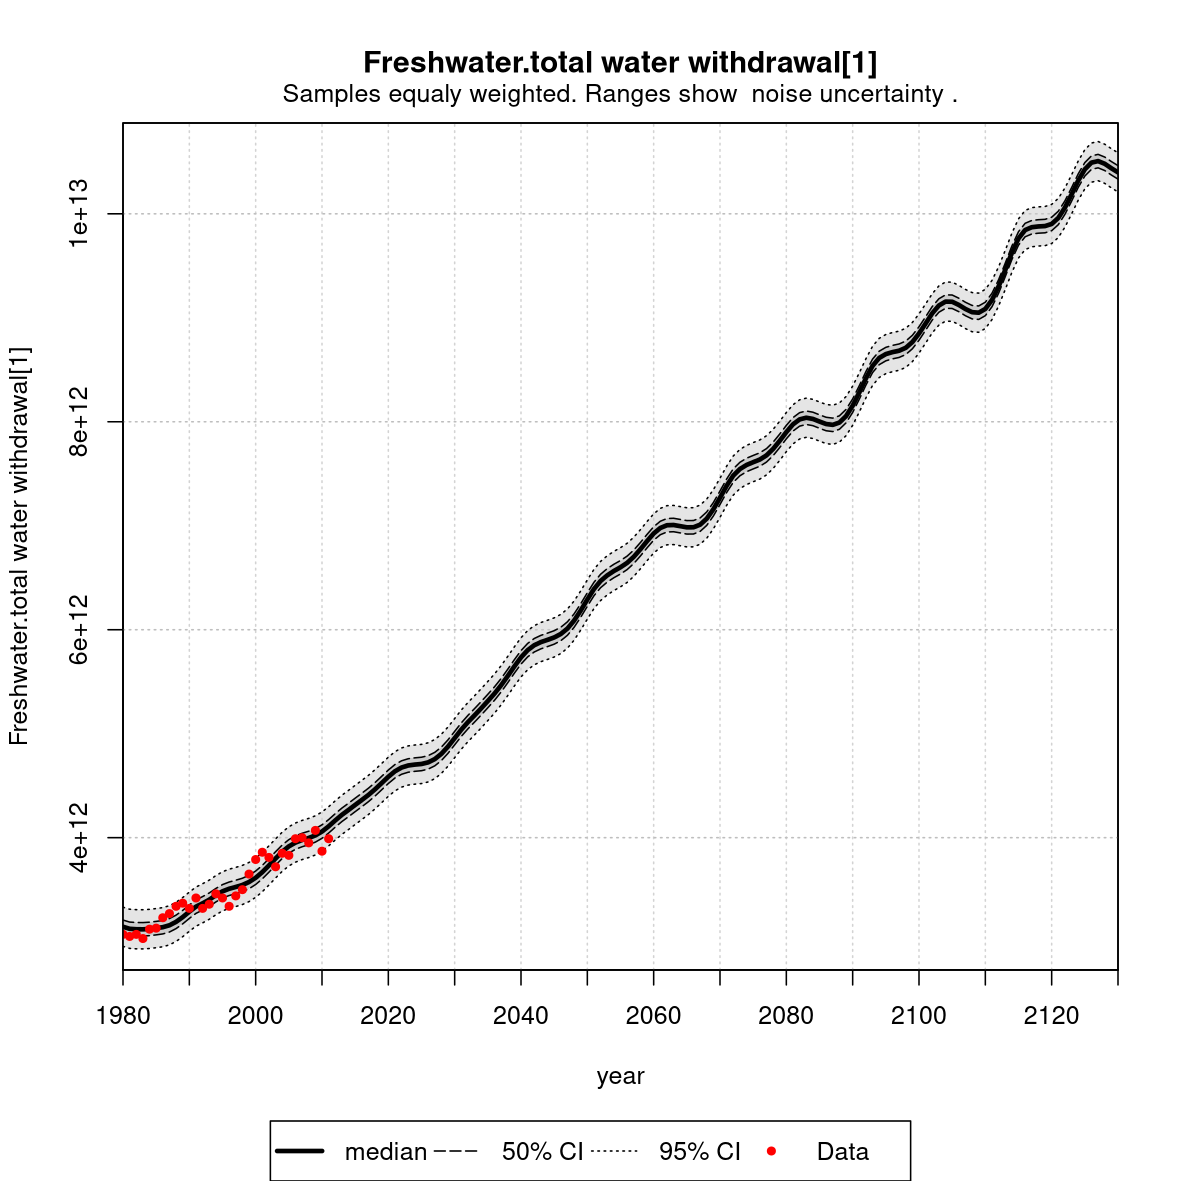 Freshwater.total water withdrawal[1]
Samples equaly weighted. Ranges show  noise uncertainty .
Freshwater.total water withdrawal[1]
1e+13
8e+12
6e+12
4e+12
1980 2000 2020 2040 2060 2080 2100 2120
year
median 50% CI 95% CI Data